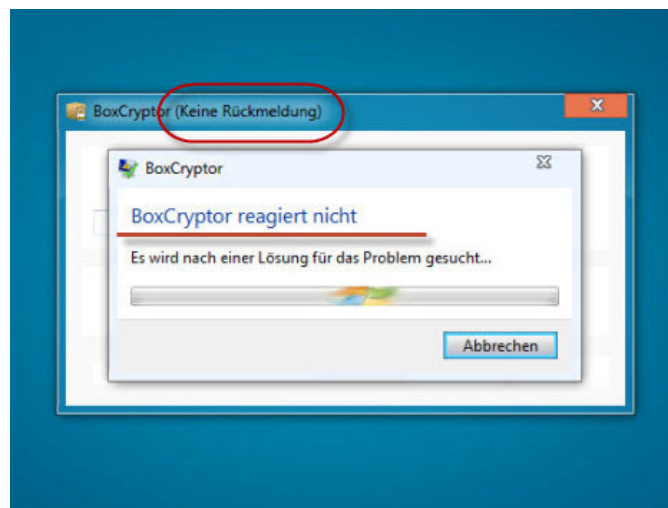 BoxCryptor (Keine Rückmeldung)
BoxCryptor
BoxCryptor reagiert nicht
Es wird nach einer Lösung für das Problem gesucht...
Abbrechen